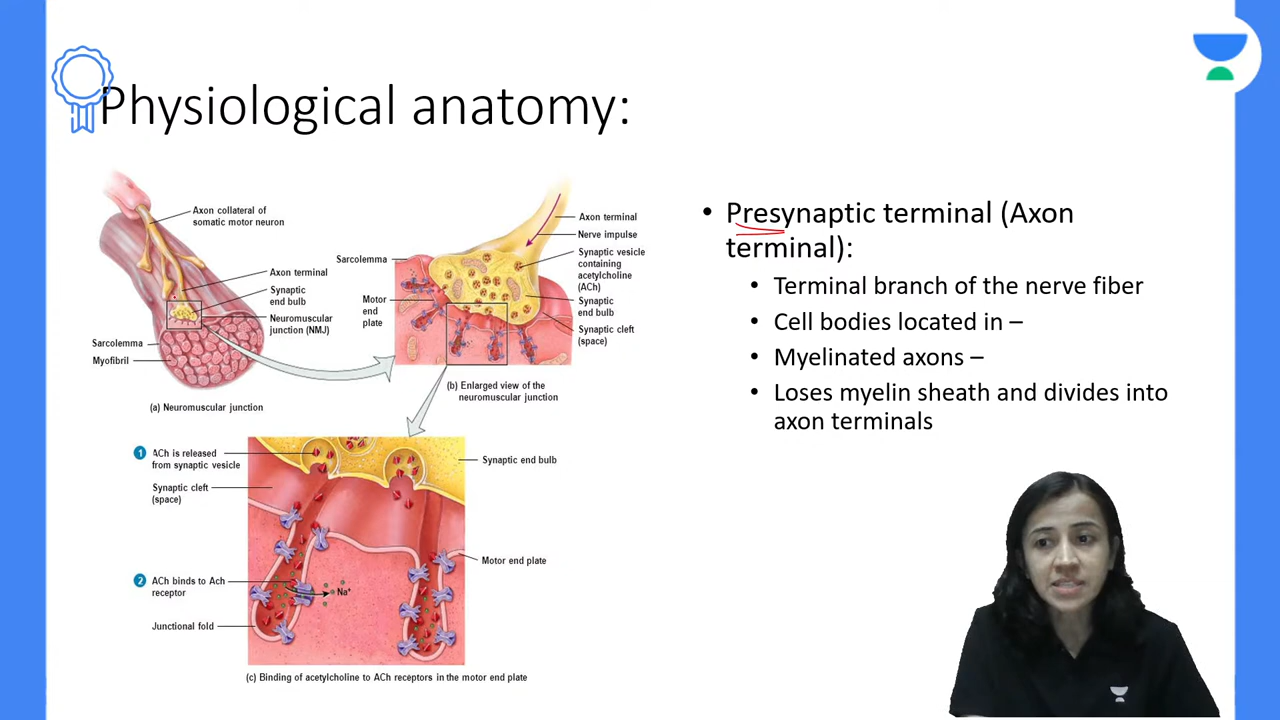 Physiological anatomy:
Axon collateral of
somatic motor neuron
Axon terminal
Synaptic
end bulb
Neuromuscular
junction (NMJ)
Sarcolemma
Myofibril
(a) Neuromuscular junction
Sarcolemma
Motor
end
plate
Axon terminal
Nerve impulse
Synaptic vesicle
containing
acetylcholine
(ACh)
Synaptic
end bulb
Synaptic cleft
(space)
(b) Enlarged view of the
neuromuscular junction
1 ACh is released
from synaptic vesicle
Synaptic cleft
(space)
2 ACh binds to Ach
receptor
Junctional fold
Na⁺
Synaptic end bulb
Motor end plate
(c) Binding of acetylcholine to ACh receptors in the motor end plate
• Presynaptic terminal (Axon
terminal):
• Terminal branch of the nerve fiber
• Cell bodies located in –
• Myelinated axons –
• Loses myelin sheath and divides into
axon terminals